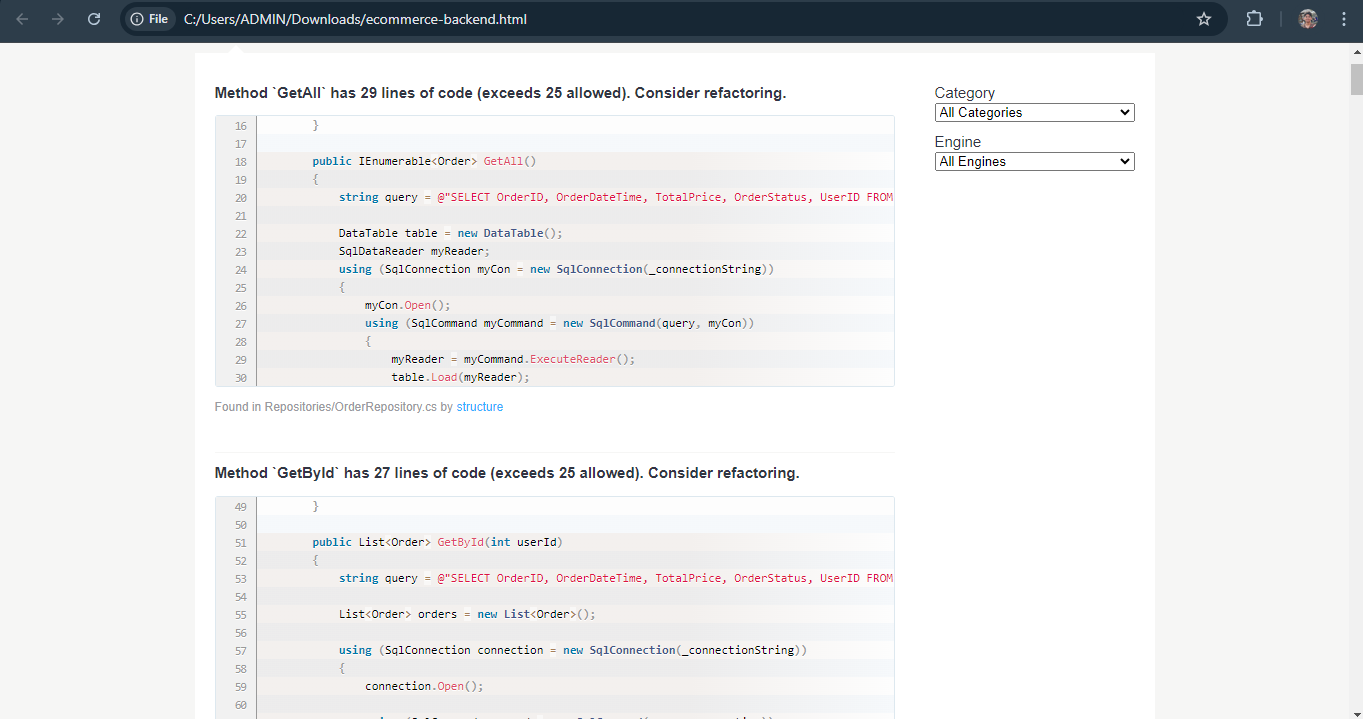 File C:/Users/ADMIN/Downloads/ecommerce-backend.html
Method `GetAll` has 29 lines of code (exceeds 25 allowed). Consider refactoring.
Category
All Categories
Engine
All Engines
16 }
17
18 public IEnumerable<Order> GetAll()
19 {
20 string query = @"SELECT OrderID, OrderDateTime, TotalPrice, OrderStatus, UserID FROM
21
22 DataTable table = new DataTable();
23 SqlDataReader myReader;
24 using (SqlConnection myCon = new SqlConnection(_connectionString))
25 {
26 myCon.Open();
27 using (SqlCommand myCommand = new SqlCommand(query, myCon))
28 {
29 myReader = myCommand.ExecuteReader();
30 table.Load(myReader);
Found in Repositories/OrderRepository.cs by structure
Method `GetById` has 27 lines of code (exceeds 25 allowed). Consider refactoring.
49 }
50
51 public List<Order> GetById(int userId)
52 {
53 string query = @"SELECT OrderID, OrderDateTime, TotalPrice, OrderStatus, UserID FROM
54
55 List<Order> orders = new List<Order>();
56
57 using (SqlConnection connection = new SqlConnection(_connectionString))
58 {
59 connection.Open();
60